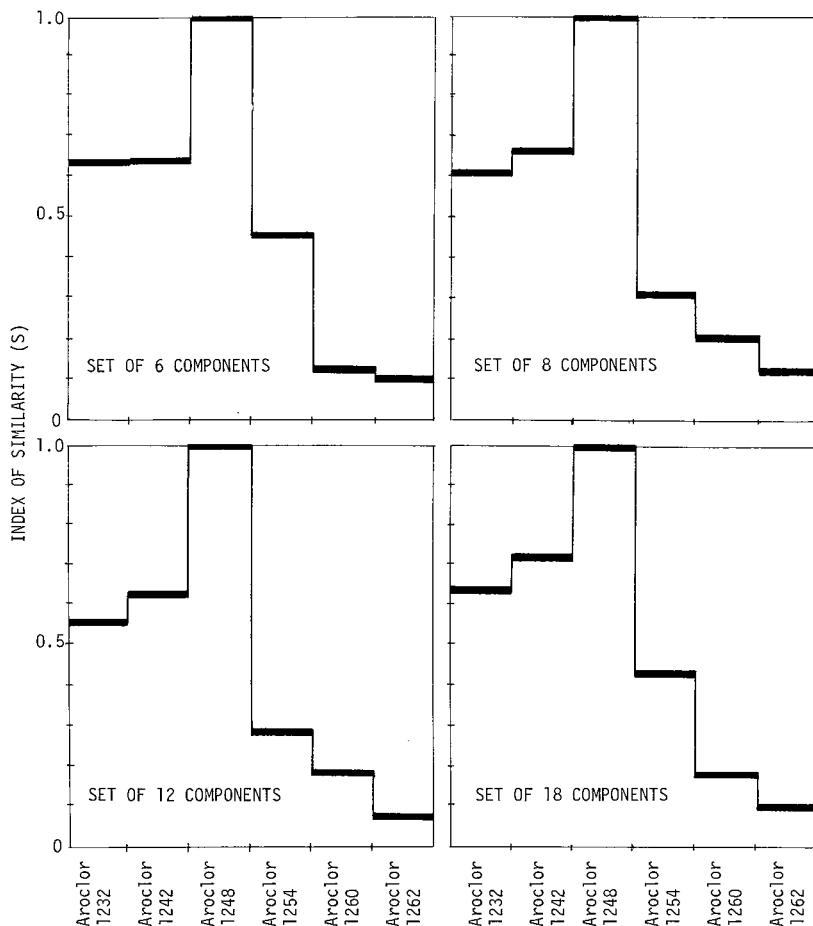 INDEX OF SIMILARITY (S)
1.0
0.5
0
SET OF 6 COMPONENTS
SET OF 8 COMPONENTS
1.0
0.5
0
SET OF 12 COMPONENTS
SET OF 18 COMPONENTS
Aroclor
1232
Aroclor
1242
Aroclor
1248
Aroclor
1254
Aroclor
1260
Aroclor
1262
Aroclor
1232
Aroclor
1242
Aroclor
1248
Aroclor
1254
Aroclor
1260
Aroclor
1262